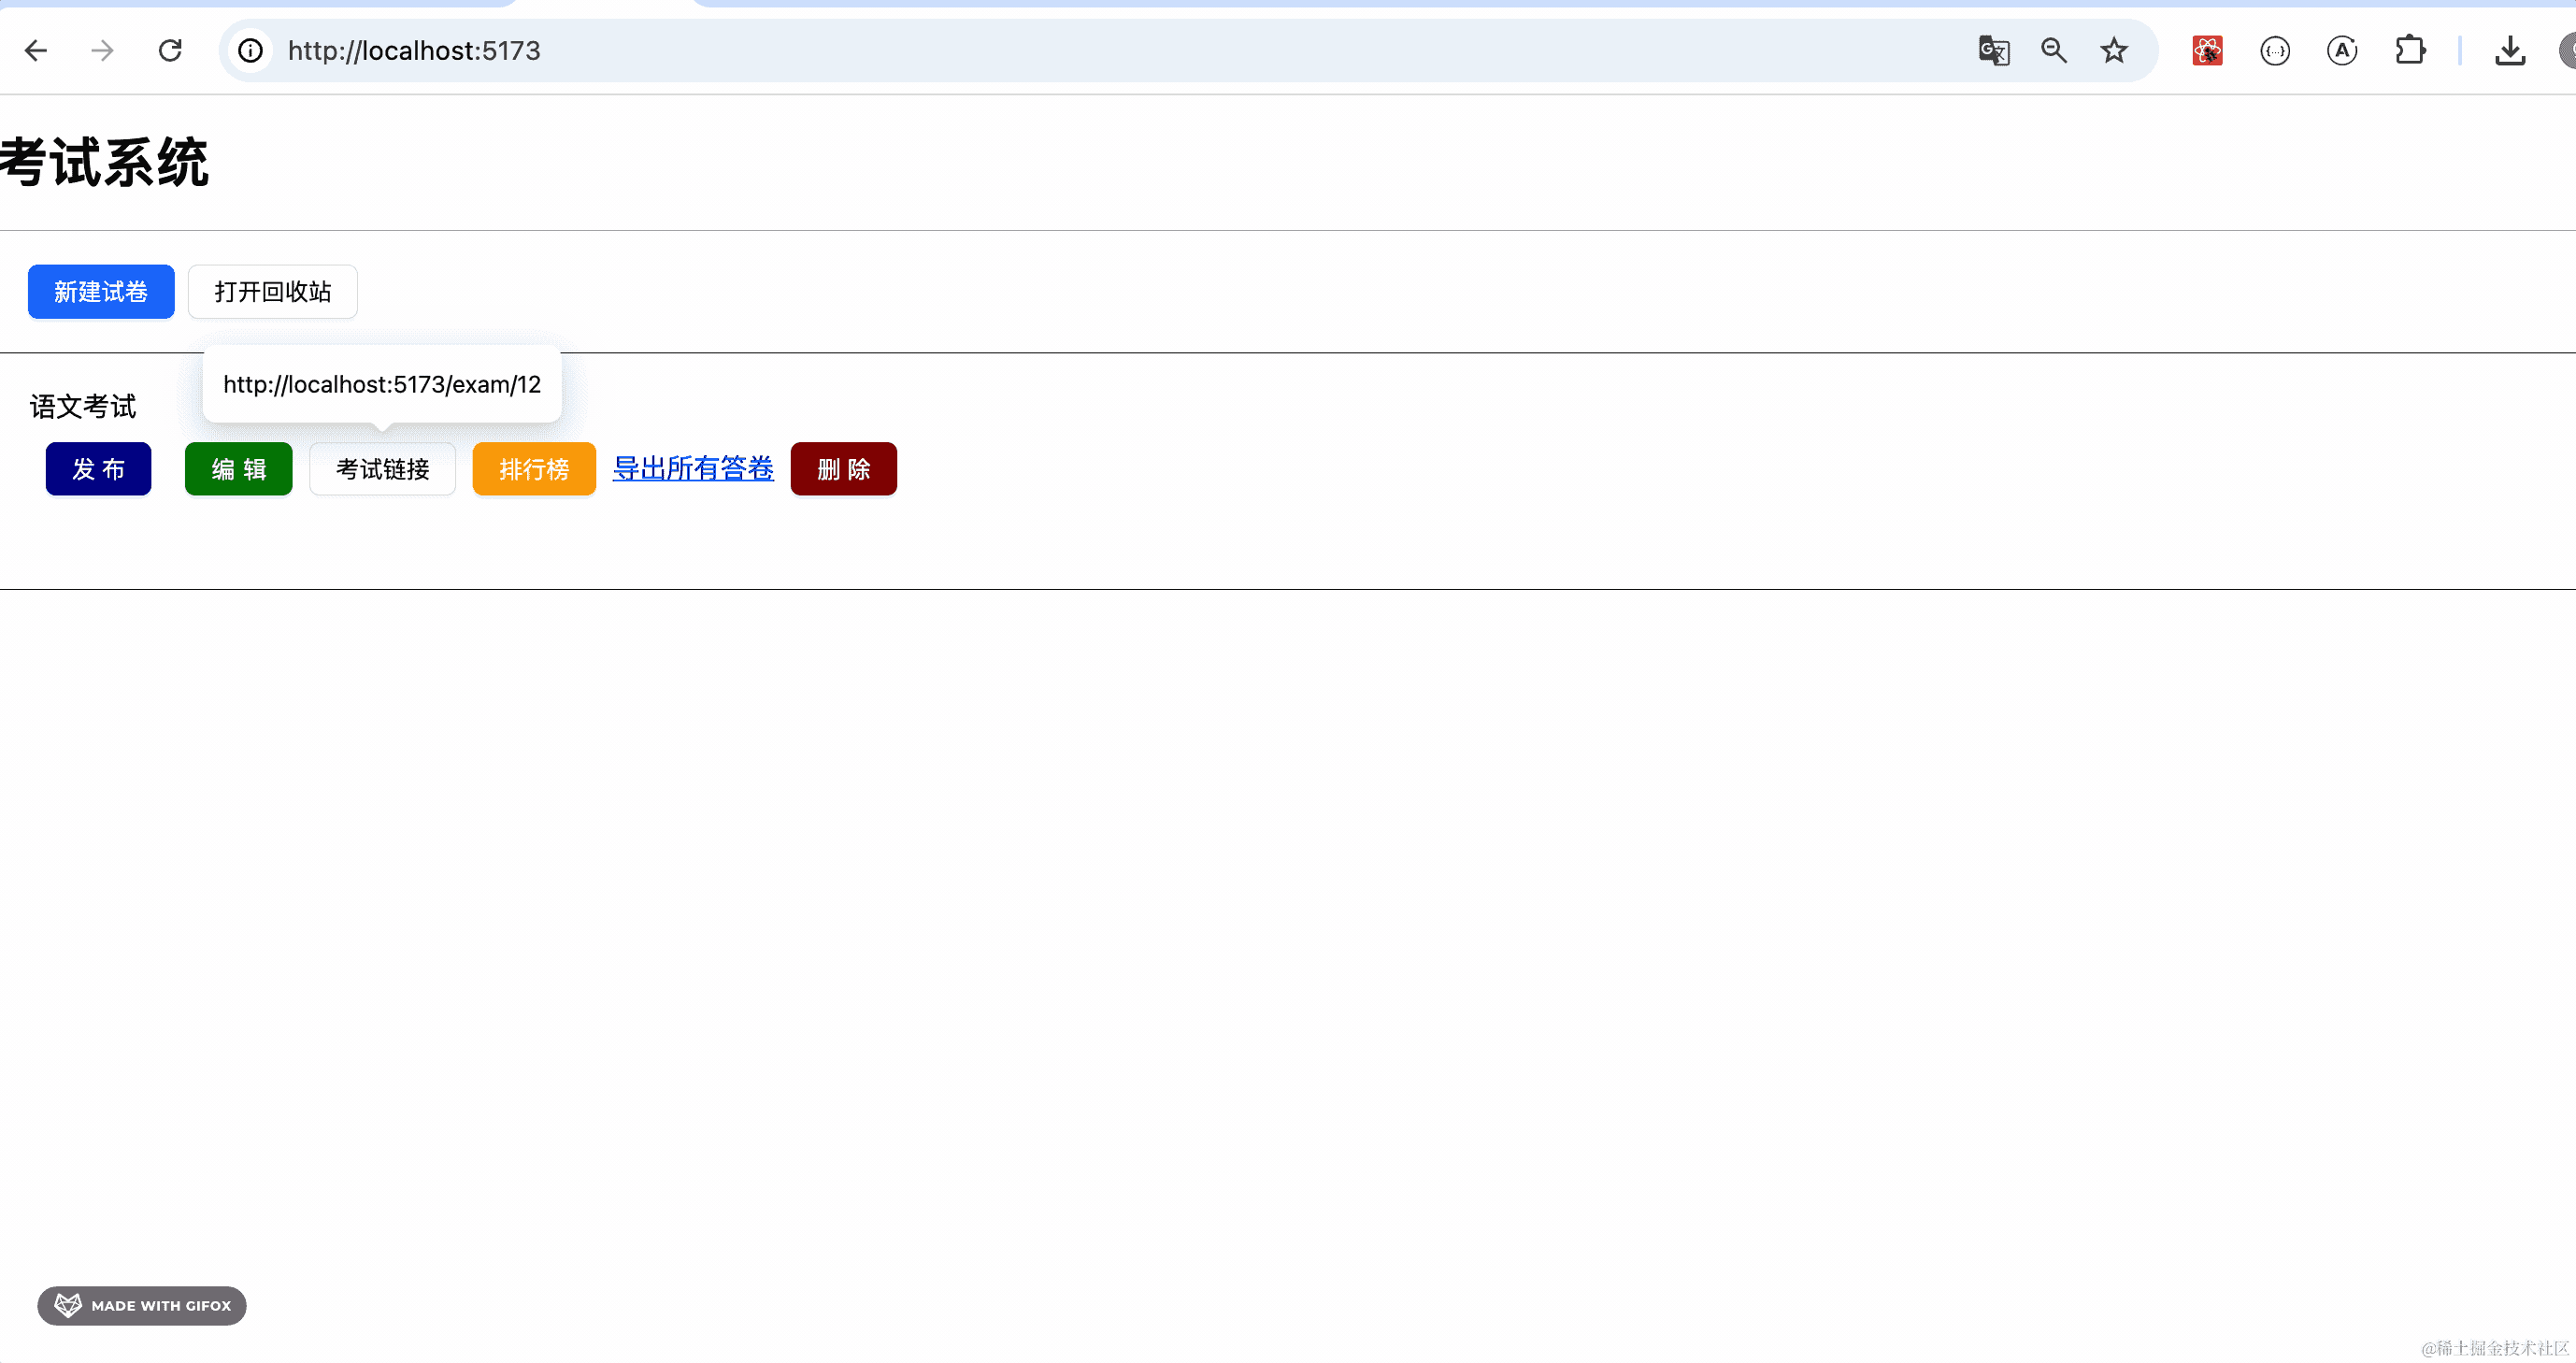 http://localhost:5173
考试系统
新建试卷 打开回收站
http://localhost:5173/exam/12
语文考试
发布 编辑 考试链接 排行榜 导出所有答卷 删除
MADE WITH GIFOX
@稀土掘金技术社区